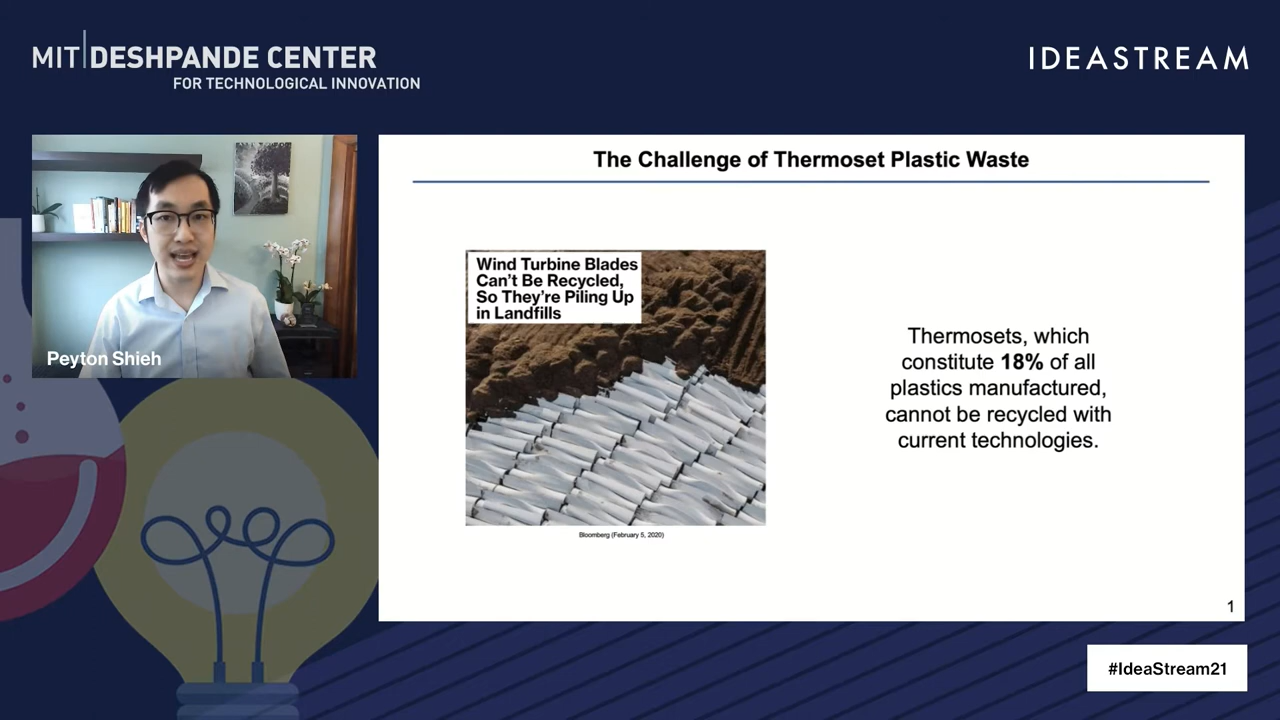 MIT DESHPANDE CENTER
FOR TECHNOLOGICAL INNOVATION
IDEASTREAM
Peyton Shieh
The Challenge of Thermoset Plastic Waste
Wind Turbine Blades
Can't Be Recycled,
So They're Piling Up
in Landfills
Bloomberg (February 5, 2020)
Thermosets, which
constitute 18% of all
plastics manufactured,
cannot be recycled with
current technologies.
1
#IdeaStream21